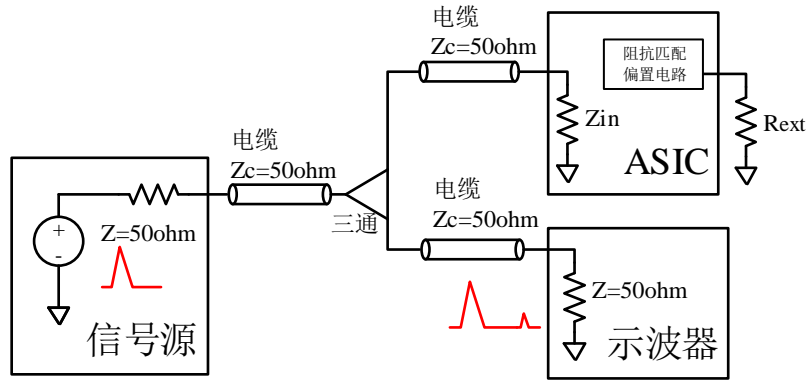 电缆
Zc=50ohm
阻抗匹配
偏置电路
Zin
Rext
ASIC
电缆
Zc=50ohm
三通
电缆
Zc=50ohm
+
-
Z=50ohm
信号源
Z=50ohm
示波器